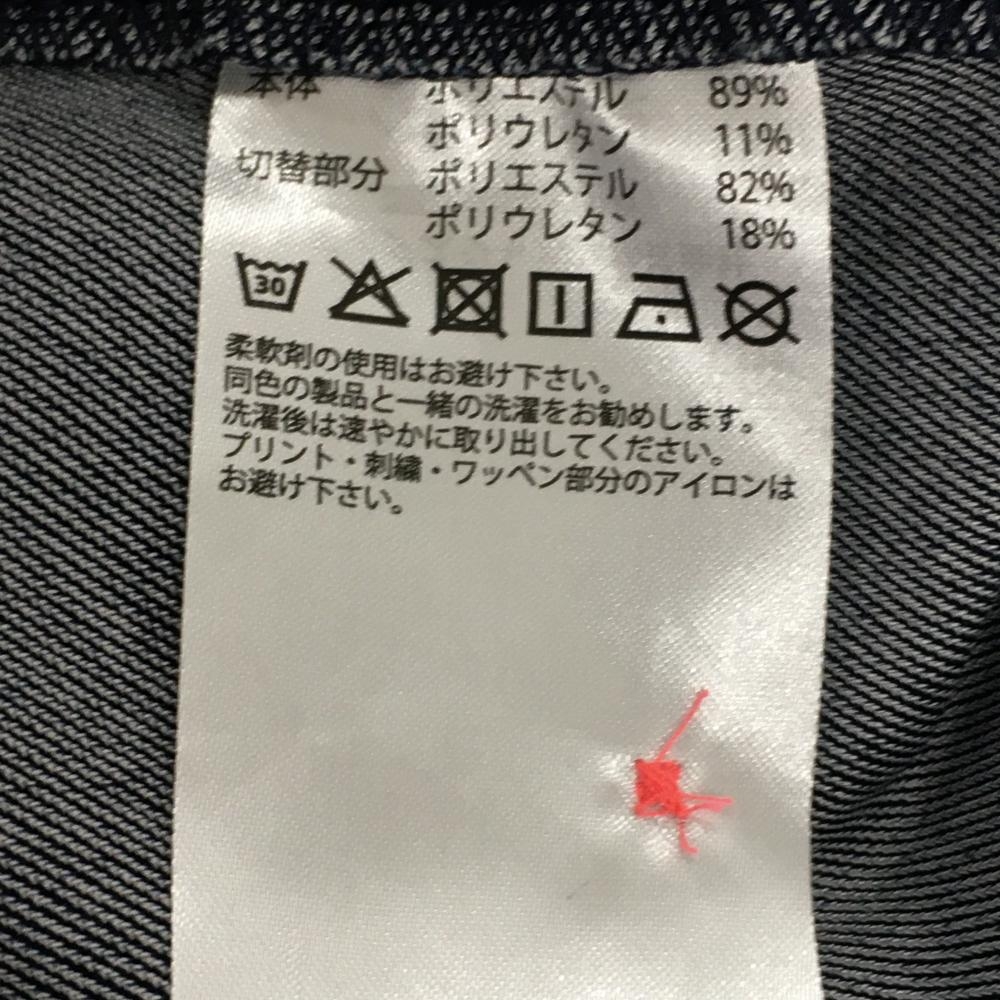 本体 ポリエステル 89%
ポリウレタン 11%
切替部分 ポリエステル 82%
ポリウレタン 18%
30
柔軟剤の使用はお避け下さい。
同色の製品と一緒の洗濯をお勧めします。
洗濯後は速やかに取り出してください。
プリント・刺繍・ワッペン部分のアイロンは
お避け下さい。